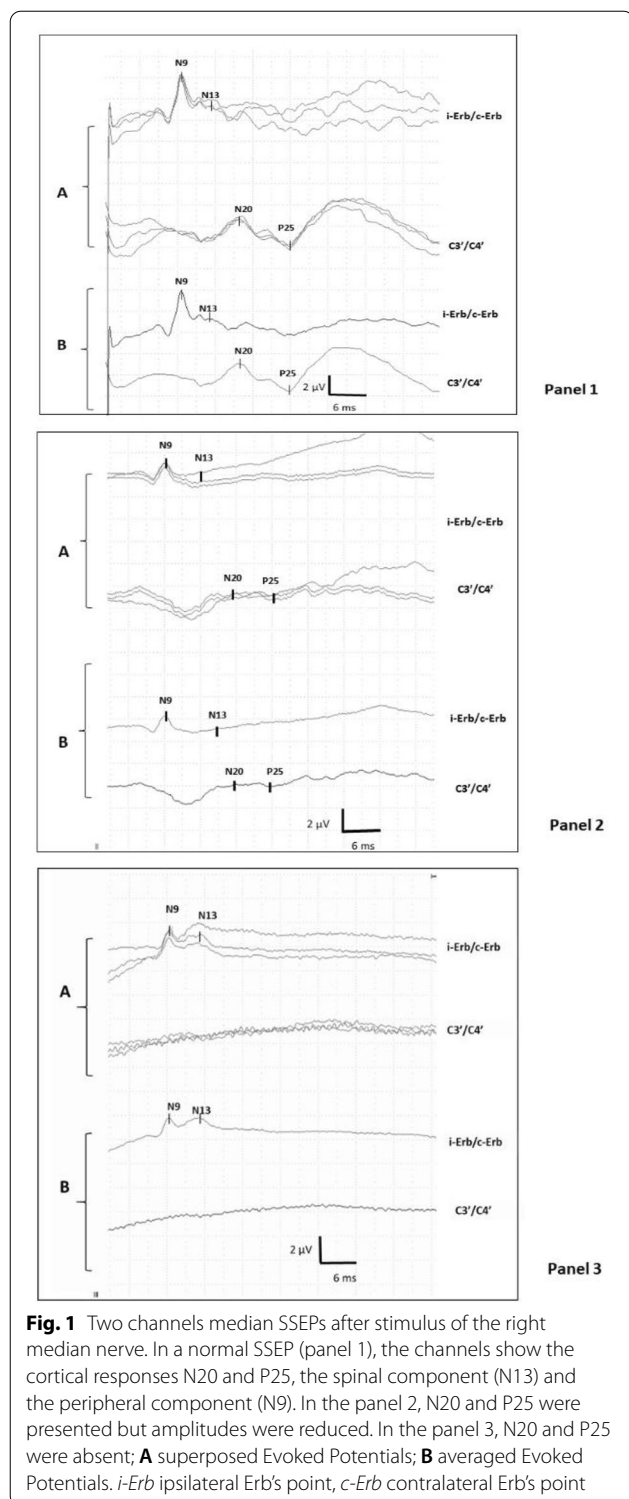 N9
N13
i-Erb/c-Erb
A
N20
P25
C3'/C4'
N9
i-Erb/c-Erb
N13
B
N20
P25
2 µV
C3'/C4'
6 ms
Panel 1
N9
N13
i-Erb/c-Erb
A
N20
P25
C3'/C4'
N9
N13
i-Erb/c-Erb
B
N20
P25
C3'/C4'
2 µV
6 ms
Panel 2
N9
N13
i-Erb/c-Erb
A
C3'/C4'
N9
N13
i-Erb/c-Erb
B
C3'/C4'
2 µV
6 ms
Panel 3
Fig. 1 Two channels median SSEPs after stimulus of the right
median nerve. In a normal SSEP (panel 1), the channels show the
cortical responses N20 and P25, the spinal component (N13) and
the peripheral component (N9). In the panel 2, N20 and P25 were
presented but amplitudes were reduced. In the panel 3, N20 and P25
were absent; A superposed Evoked Potentials; B averaged Evoked
Potentials. i-Erb ipsilateral Erb's point, c-Erb contralateral Erb's point